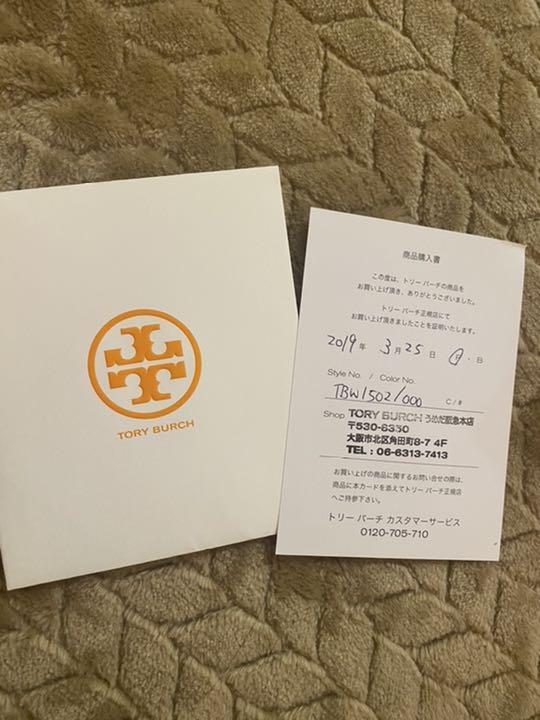 TORY BURCH
商品購入書
この度は、トリー バーチの商品を
お買い上げ頂き、ありがとうございました。
トリー バーチ正規店にて
お買い上げ頂きましたことを証明いたします。
2019年 3月 25日 ・日
Style No. / Color No.
TBW1502/000 C/#
Shop TORY BURCH うめだ阪急本店
〒530-8350
大阪市北区角田町8-7 4F
TEL : 06-6313-7413
お買い上げの商品に関するお問い合せの際は、
商品に本カードを添えてトリー バーチ正規店
へご持参下さい。
トリー バーチ カスタマーサービス
0120-705-710